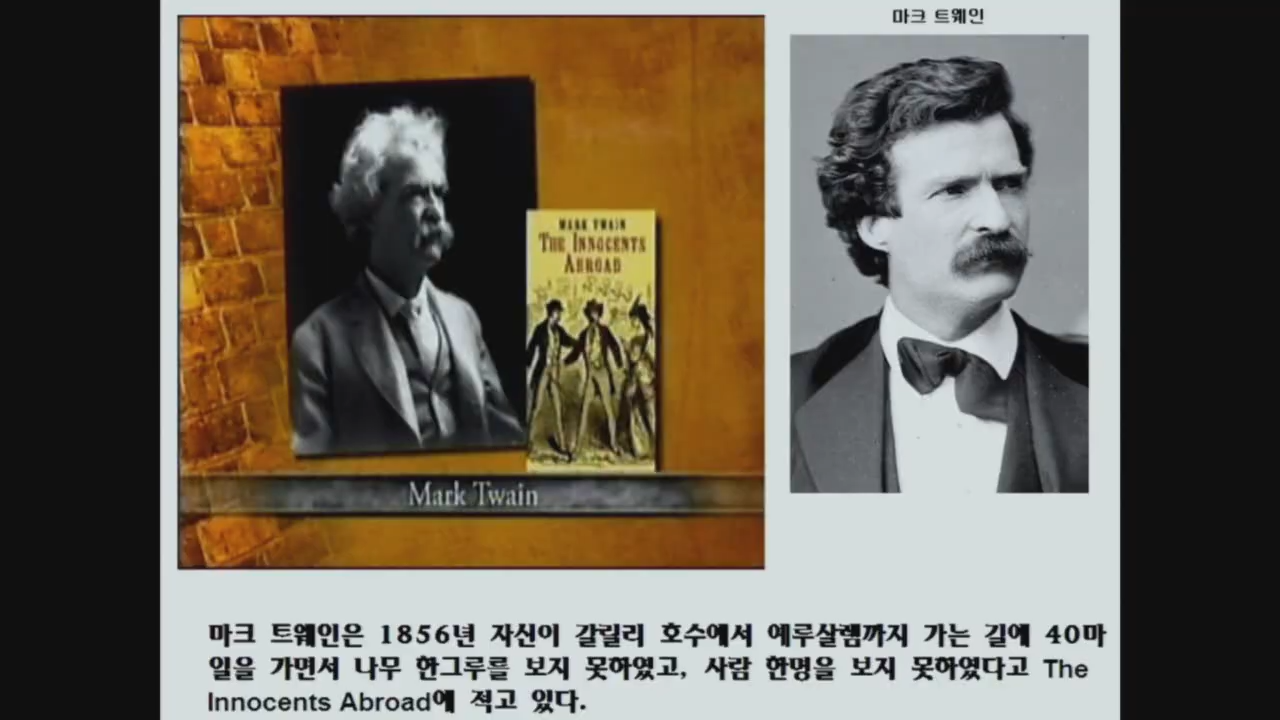 마크 트웨인
MARK TWAIN
THE INNOCENTS
ABROAD
Mark Twain
마크 트웨인은 1856년 자신이 갈릴리 호수에서 예루살렘까지 가는 길에 40마
일을 가면서 나무 한그루를 보지 못하였고, 사람 한명을 보지 못하였다고 The
Innocents Abroad에 적고 있다.